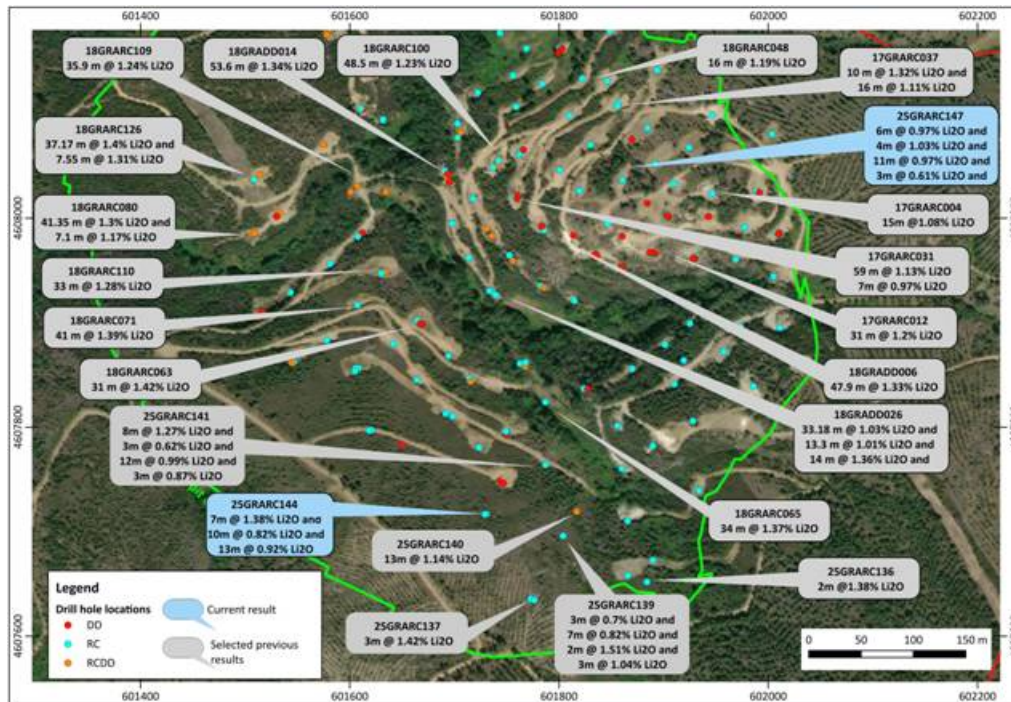 601400
601600
601800
602000
602200
18GRARC109
35.9 m @ 1.24% Li2O
18GRADD014
53.6 m @ 1.34% Li2O
18GRARC100
48.5 m @ 1.23% Li2O
18GRARC048
16 m @ 1.19% Li2O
17GRARC037
10 m @ 1.32% Li2O and
16 m @ 1.11% Li2O
25GRARC147
6m @ 0.97% Li2O and
4m @ 1.03% Li2O and
11m @ 0.97% Li2O and
3m @ 0.61% Li2O
18GRARC126
37.17 m @ 1.4% Li2O and
7.55 m @ 1.31% Li2O
17GRARC004
15m @1.08% Li2O
4608000
18GRARC080
41.35 m @ 1.3% Li2O and
7.1 m @ 1.17% Li2O
17GRARC031
59 m @ 1.13% Li2O
7m @ 0.97% Li2O
18GRARC110
33 m @ 1.28% Li2O
17GRARC012
31 m @ 1.2% Li2O
18GRARC071
41 m @ 1.39% Li2O
18GRARC063
31 m @ 1.42% Li2O
18GRADD006
47.9 m @ 1.33% Li2O
4607800
25GRARC141
8m @ 1.27% Li2O and
3m @ 0.62% Li2O and
12m @ 0.99% Li2O and
3m @ 0.87% Li2O
18GRADD026
33.18 m @ 1.03% Li2O and
13.3 m @ 1.01% Li2O and
14 m @ 1.36% Li2O and
25GRARC144
7m @ 1.38% Li2O and
10m @ 0.82% Li2O and
13m @ 0.92% Li2O
18GRARC065
34 m @ 1.37% Li2O
25GRARC140
13m @ 1.14% Li2O
25GRARC136
2m @1.38% Li2O
25GRARC139
3m @ 0.7% Li2O and
7m @ 0.82% Li2O and
2m @ 1.51% Li2O and
3m @ 1.04% Li2O
25GRARC137
3m @ 1.42% Li2O
4607600
Legend
Drill hole locations
DD
RC
RCDD
Current result
Selected previous
results
0 50 100 150 m
601400
601600
601800
602000
602200